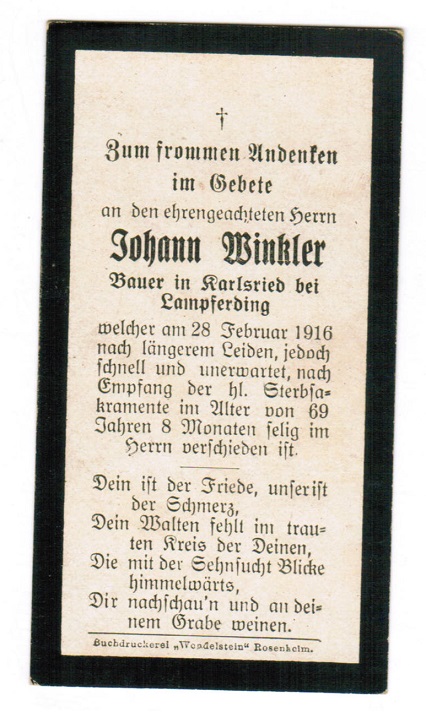 †
Zum frommen Andenken
im Gebete
an den ehrengeachteten Herrn
Johann Winkler
Bauer in Karlsried bei
Lampferding
welcher am 28 Februar 1916
nach längerem Leiden, jedoch
schnell und unerwartet, nach
Empfang der hl. Sterbsa-
kramente im Alter von 69
Jahren 8 Monaten selig im
Herrn verschieden ist.
Dein ist der Friede, unser ist
der Schmerz,
Dein Walten fehlt im trau-
ten Kreis der Deinen,
Die mit der Sehnsucht Blicke
himmelwärts,
Dir nachschau'n und an dei-
nem Grabe weinen.
Buchdruckerei „Wendelstein" Rosenheim.